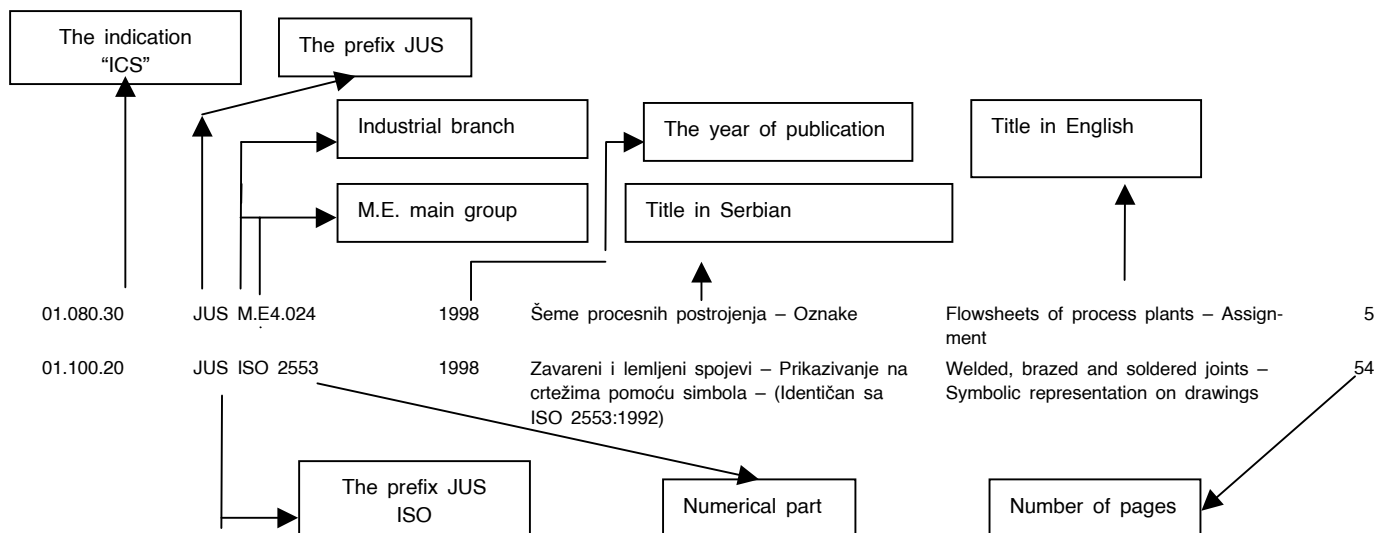 The indication
“ICS”
The prefix JUS
Industrial branch
The year of publication
Title in English
M.E. main group
Title in Serbian
01.080.30 JUS M.E4.024 1998 Šeme procesnih postrojenja – Oznake Flowsheets of process plants – Assign- 5
ment
01.100.20 JUS ISO 2553 1998 Zavareni i lemljeni spojevi – Prikazivanje na Welded, brazed and soldered joints – 54
crtežima pomoću simbola – (Identičan sa Symbolic representation on drawings
ISO 2553:1992)
The prefix JUS
ISO
Numerical part
Number of pages